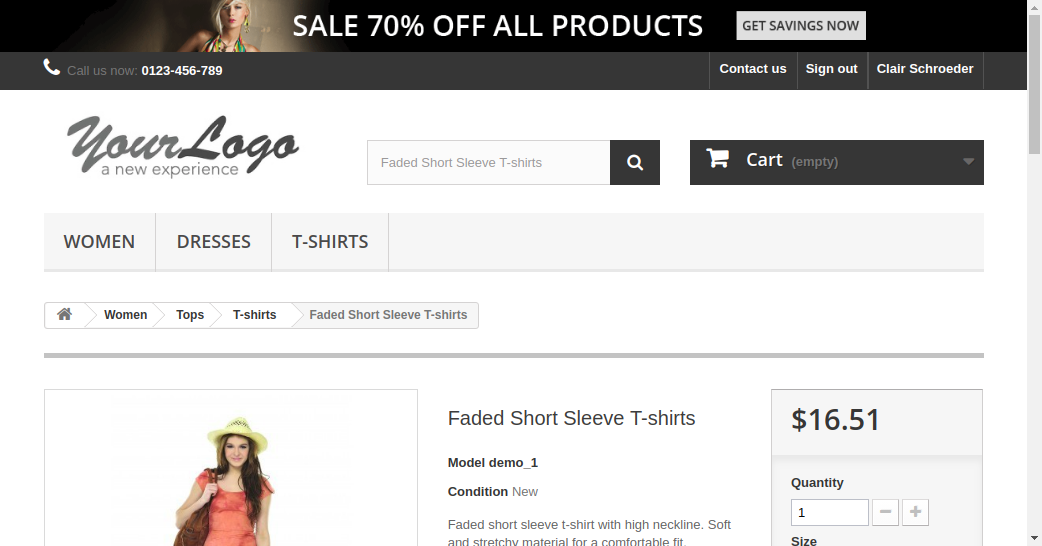 SALE 70% OFF ALL PRODUCTS GET SAVINGS NOW
Call us now: 0123-456-789 Contact us Sign out Clair Schroeder
YourLogo
a new experience
Faded Short Sleeve T-shirts Cart (empty)
WOMEN DRESSES T-SHIRTS
Women Tops T-shirts Faded Short Sleeve T-shirts
Faded Short Sleeve T-shirts
$16.51
Model demo_1
Condition New
Quantity
1
Faded short sleeve t-shirt with high neckline. Soft
and stretchy material for a comfortable fit.
Size